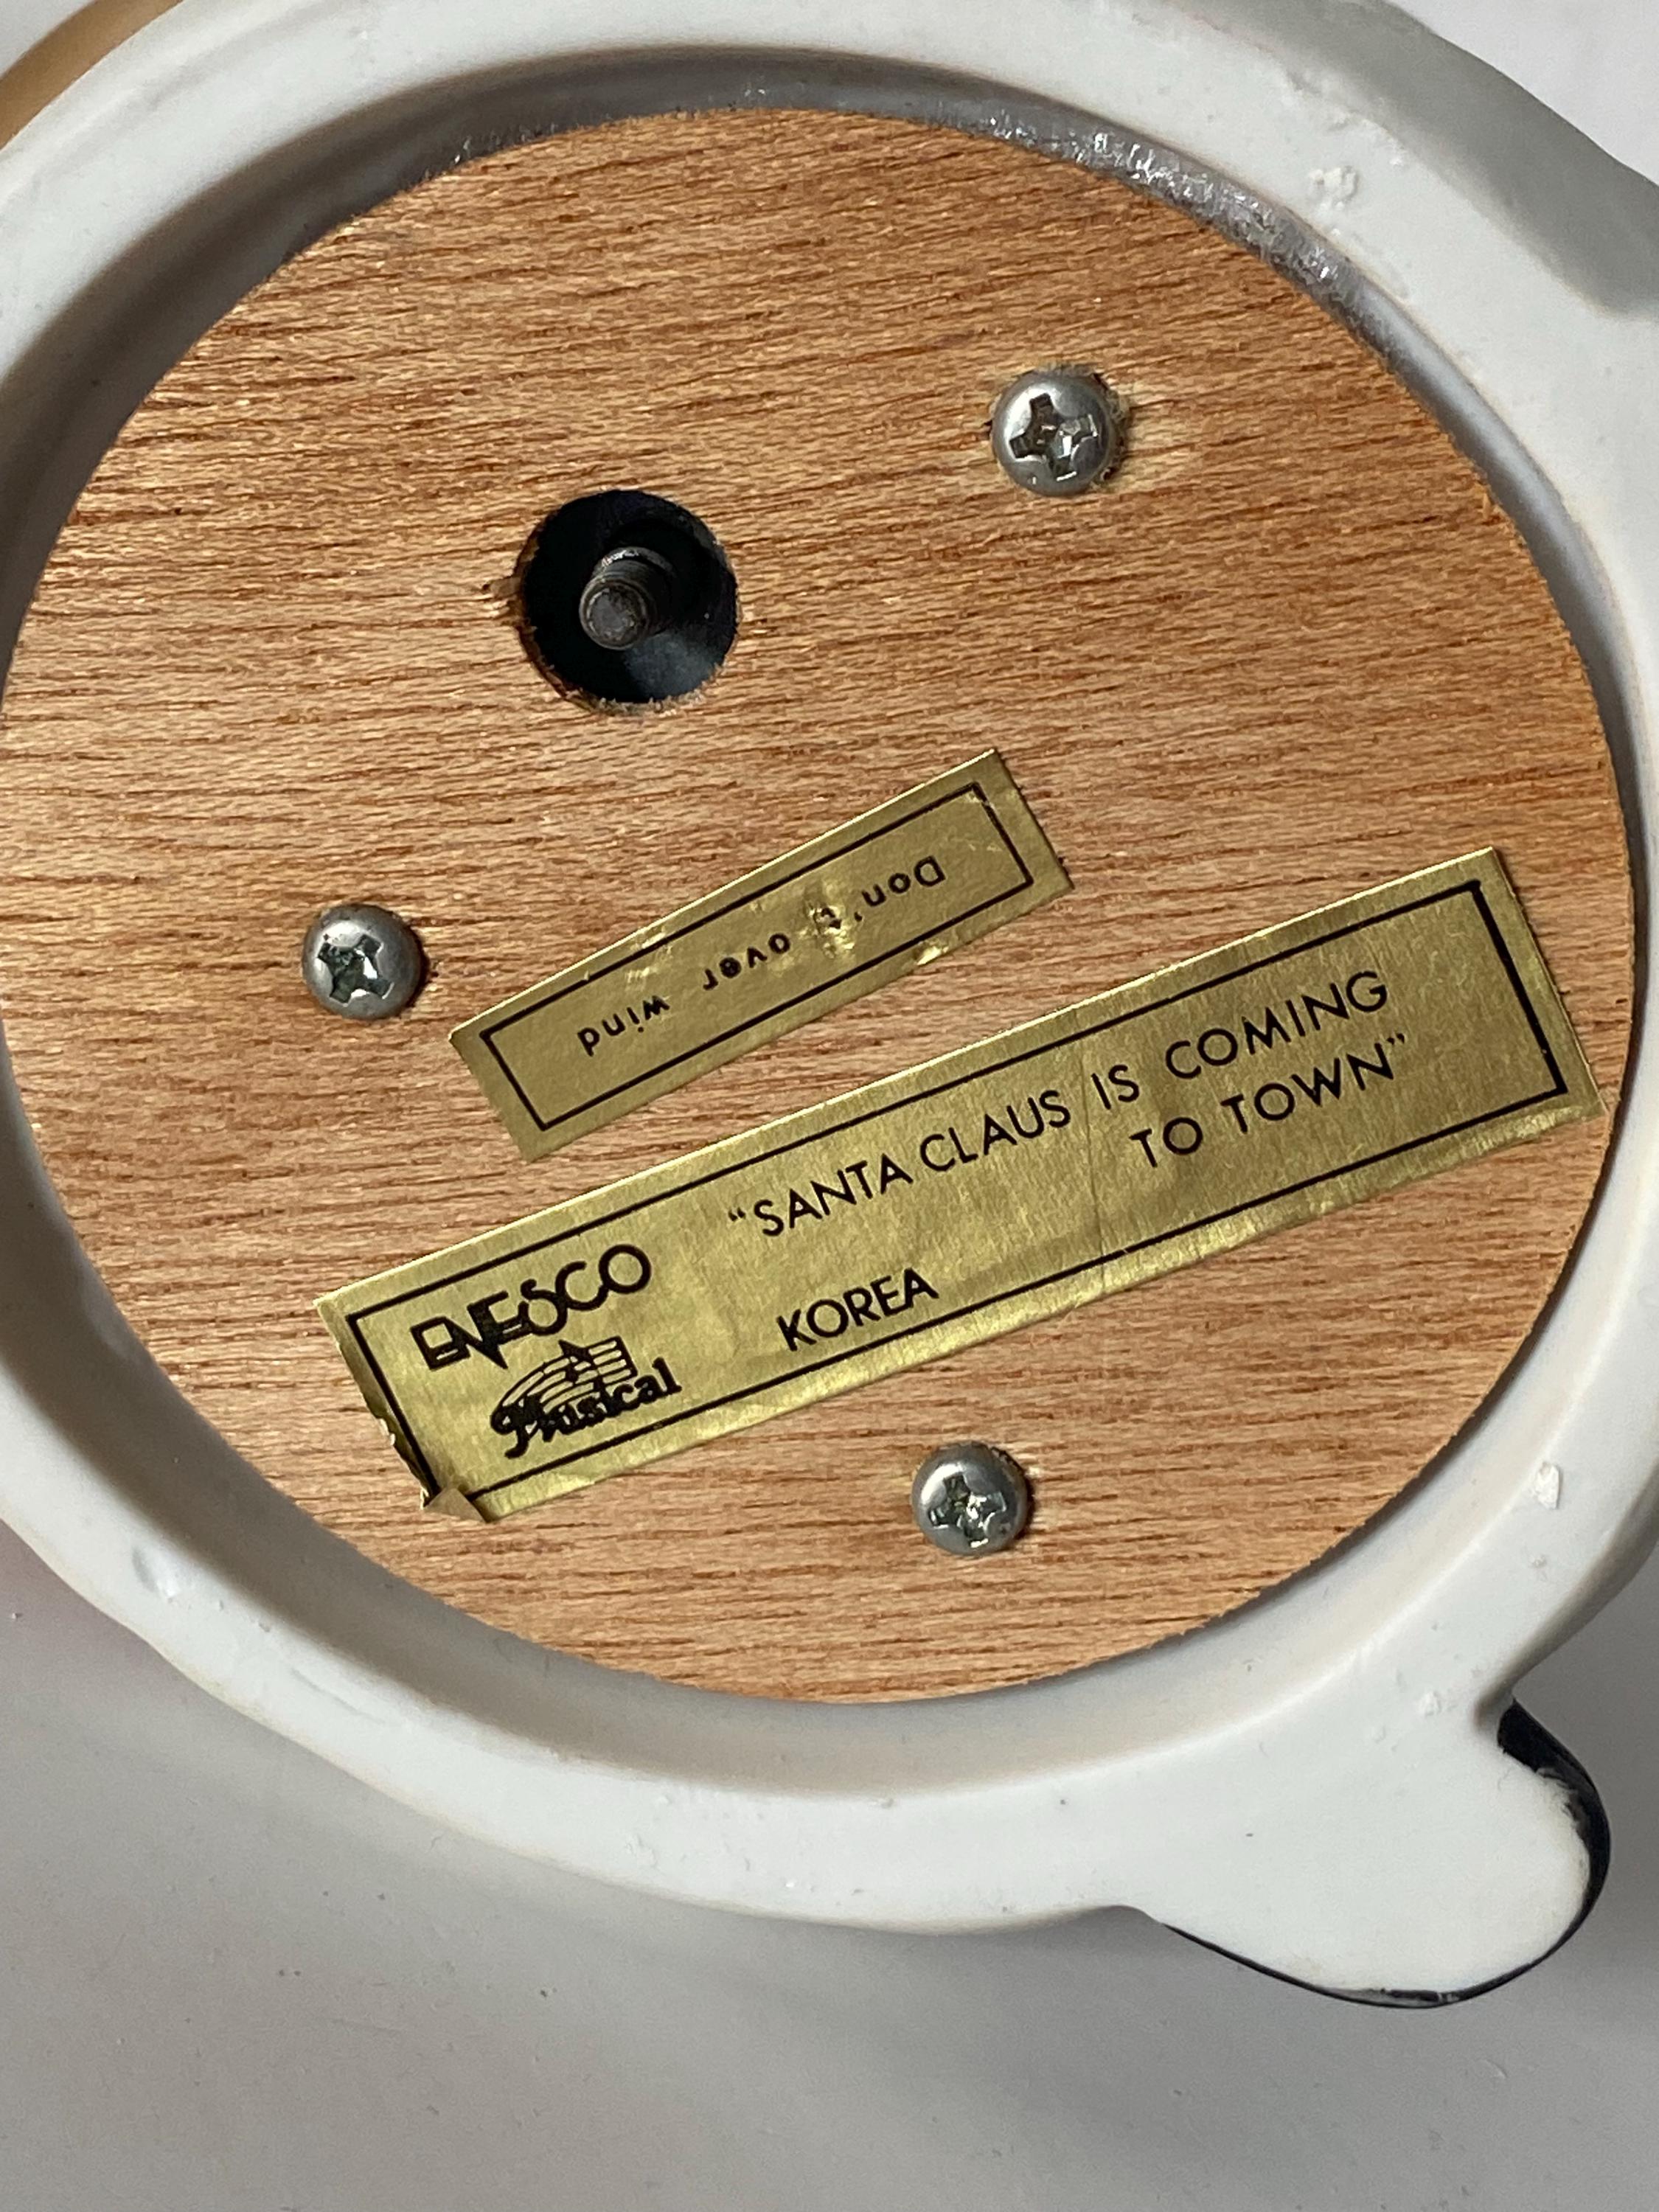 Don't over wind
ENESCO
Musical
"SANTA CLAUS IS COMING
TO TOWN"
KOREA